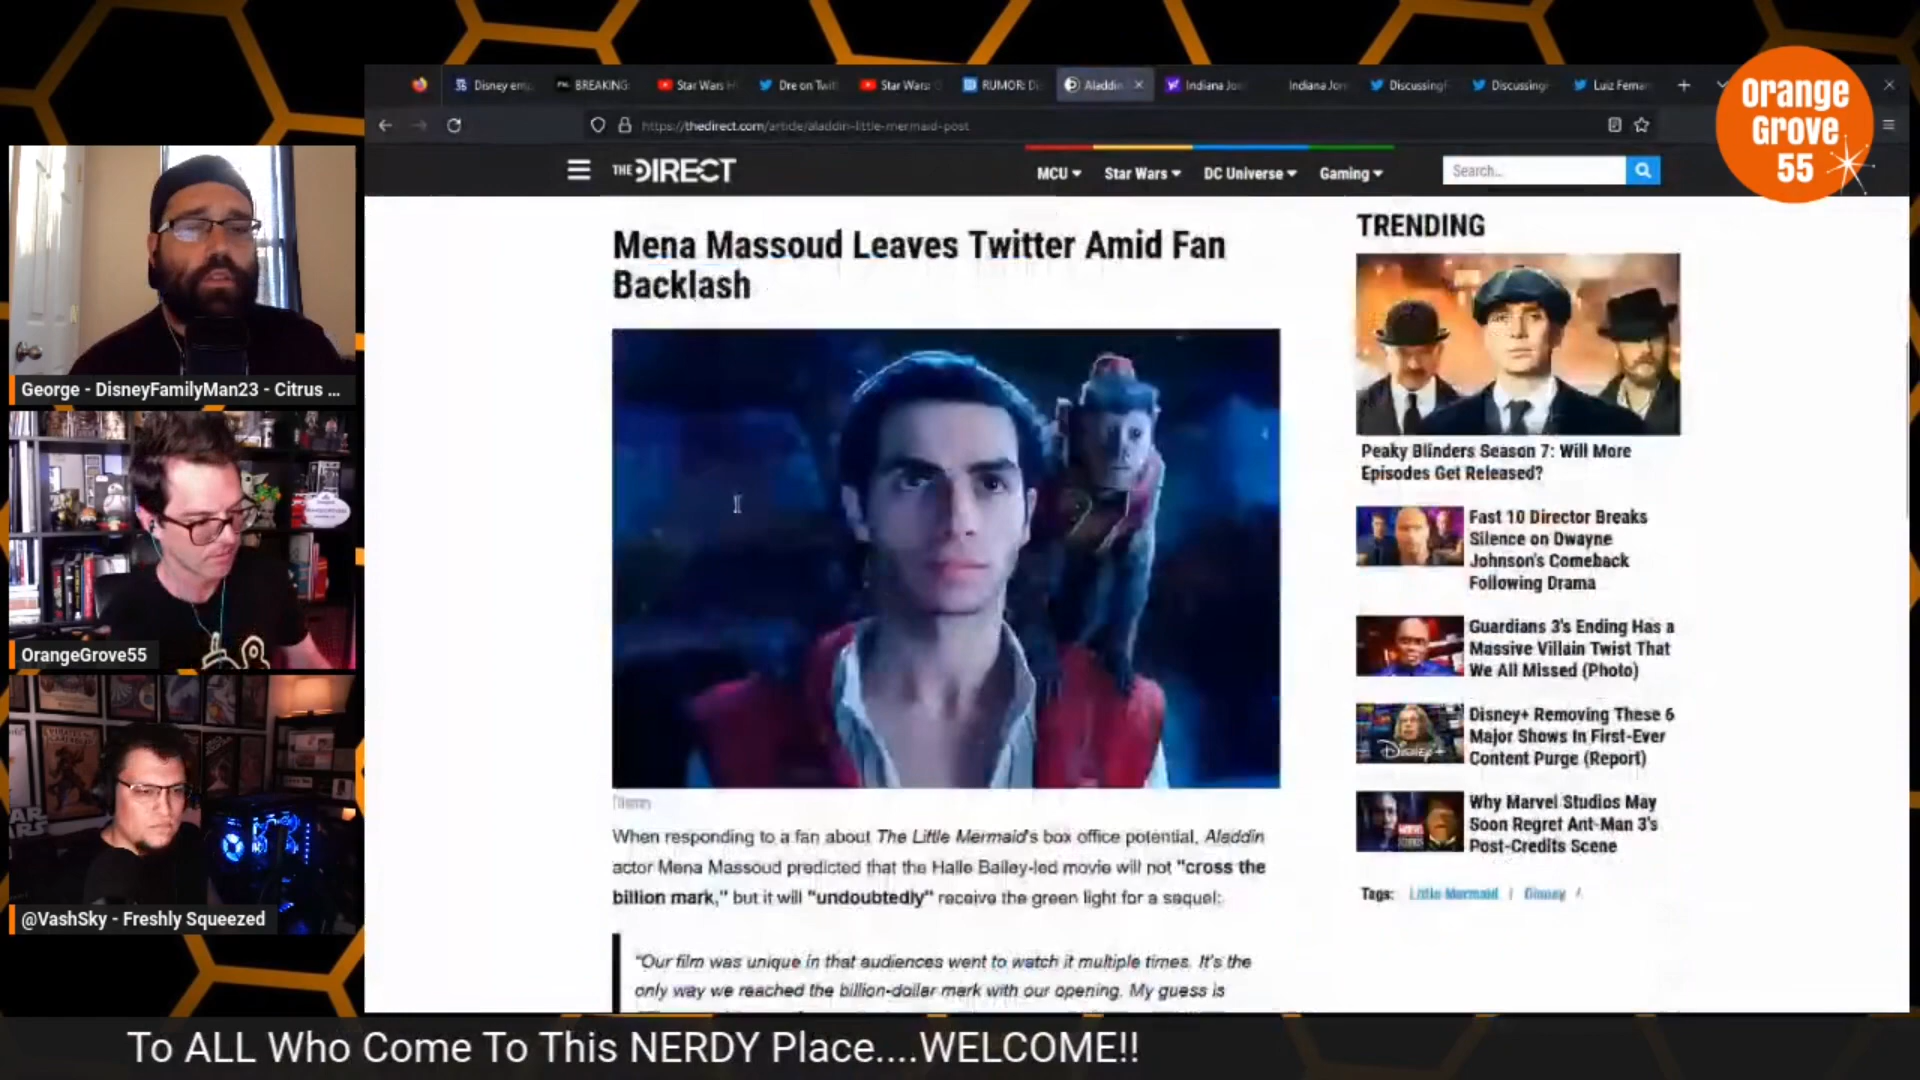 Disney em
BREAKING:
Star Wars H
Dre on Twit
Star Wars:
RUMOR: Di
Aladdin
Indiana Jon
Indiana Jon
Discussingf
Discussing
Luiz Fernan
Orange
Grove
55
https://thedirect.com/article/aladdin-little-mermaid-post
THE DIRECT
MCU
Star Wars
DC Universe
Gaming
Search...
Mena Massoud Leaves Twitter Amid Fan
Backlash
Disney
When responding to a fan about The Little Mermaid's box office potential, Aladdin
actor Mena Massoud predicted that the Halle Bailey-led movie will not "cross the
billion mark," but it will "undoubtedly" receive the green light for a sequel:
"Our film was unique in that audiences went to watch it multiple times. It's the
only way we reached the billion-dollar mark with our opening. My guess is
TRENDING
Peaky Blinders Season 7: Will More
Episodes Get Released?
Fast 10 Director Breaks
Silence on Dwayne
Johnson's Comeback
Following Drama
Guardians 3's Ending Has a
Massive Villain Twist That
We All Missed (Photo)
Disney+
Disney+ Removing These 6
Major Shows In First-Ever
Content Purge (Report)
Why Marvel Studios May
Soon Regret Ant-Man 3's
Post-Credits Scene
Tags: Little Mermaid / Disney /
George - DisneyFamilyMan23 - Citrus ...
OrangeGrove55
@VashSky - Freshly Squeezed
To ALL Who Come To This NERDY Place....WELCOME!!